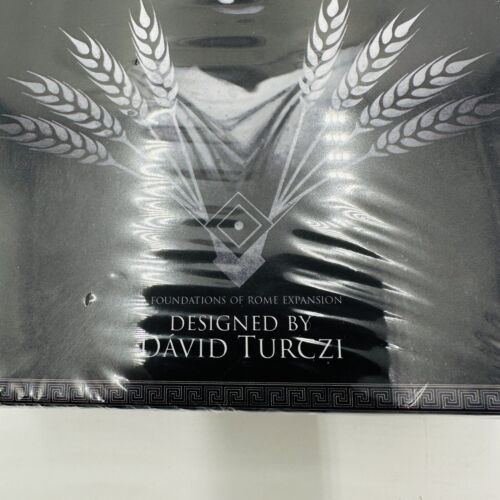 FOUNDATIONS OF ROME EXPANSION
DESIGNED BY
DÁVID TURCZI